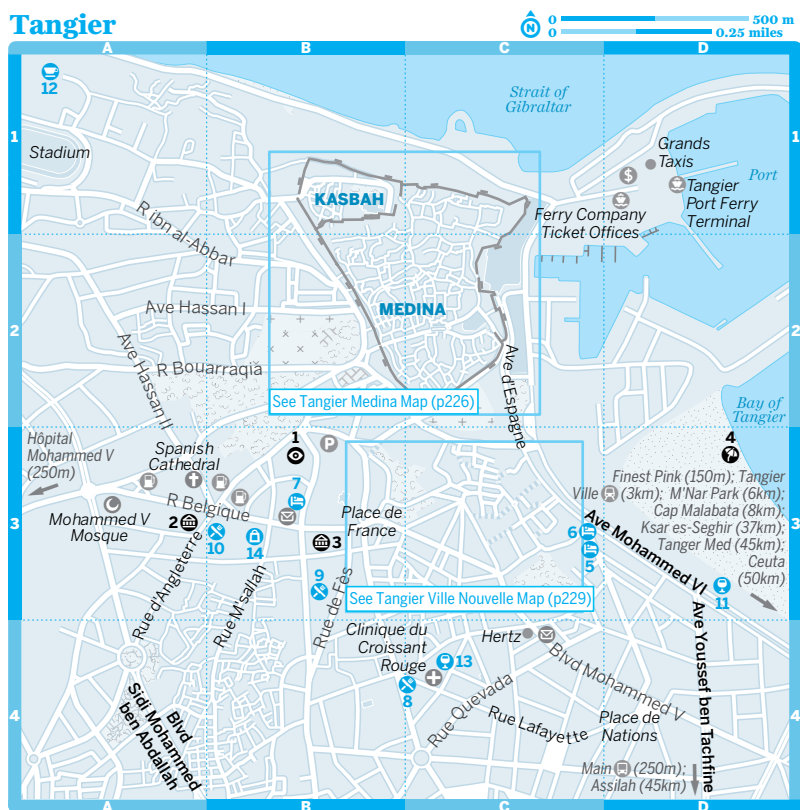 Tangier
N
0 500 m
0 0.25 miles
A B C D
12
Strait of
Gibraltar
1 1
Stadium
Grands
Taxis
$
Port
KASBAH
Tangier
Port Ferry
Terminal
Ferry Company
Ticket Offices
R ibn al-Abbar
MEDINA
Ave Hassan I
2 2
Ave Hassan II
R Bouarraqia
Ave d'Espagne
See Tangier Medina Map (p226)
Bay of
Tangier
Hôpital
Mohammed V
(250m)
Spanish
Cathedral
1
P
4
Finest Pink (150m); Tangier
Ville (3km); M'Nar Park (6km);
Cap Malabata (8km);
Ksar es-Seghir (37km);
Tanger Med (45km);
Ceuta
(50km)
7
R Belgique
Place de
France
3 3
Mohammed V
Mosque
2
10
14
3
6
5
Ave Mohammed VI
11
9
See Tangier Ville Nouvelle Map (p229)
Rue d'Angleterre
Rue M'sallah
Rue de Fès
Clinique du
Croissant
Rouge
Hertz
13
8
Blvd Mohammed V
Ave Youssef ben Tachfine
Rue Quevada
Rue Lafayette
Place de
Nations
4 4
Blvd
Sidi Mohammed
ben Abdallah
Main (250m);
Assilah (45km)
A B C D